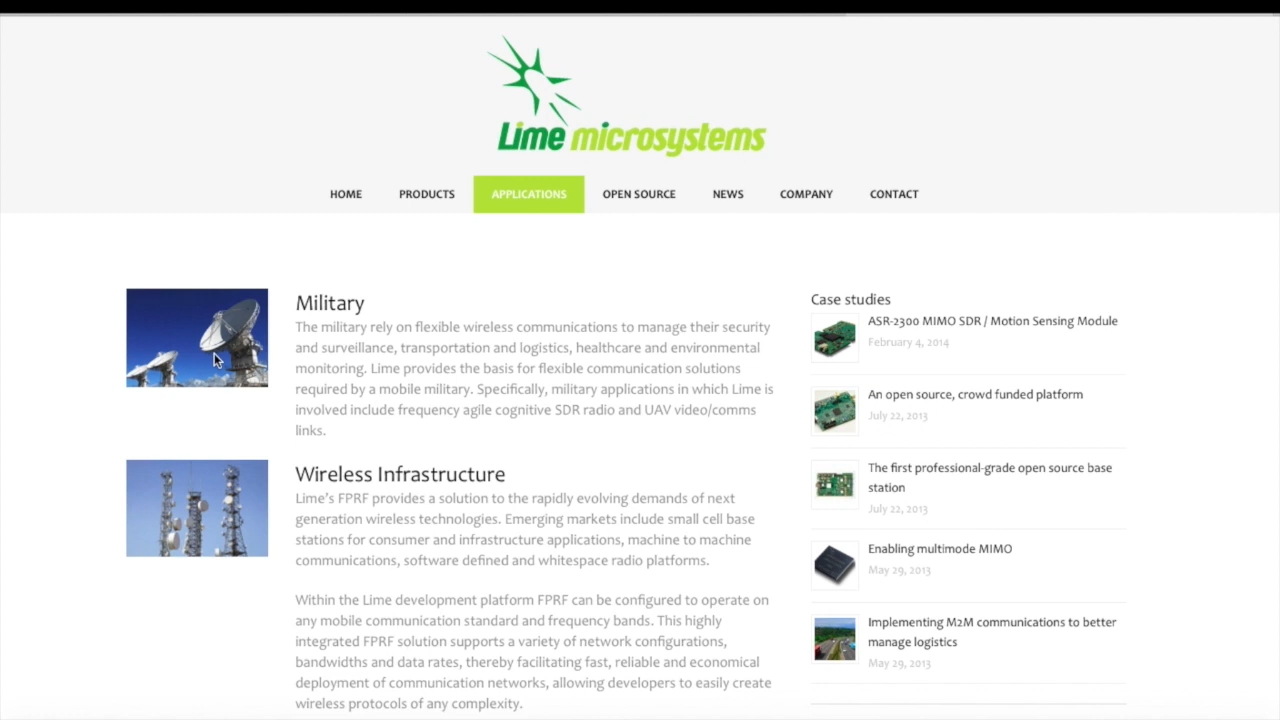 Lime microsystems
HOME PRODUCTS APPLICATIONS OPEN SOURCE NEWS COMPANY CONTACT
Military
The military rely on flexible wireless communications to manage their security
and surveillance, transportation and logistics, healthcare and environmental
monitoring. Lime provides the basis for flexible communication solutions
required by a mobile military. Specifically, military applications in which Lime is
involved include frequency agile cognitive SDR radio and UAV video/comms
links.
Wireless Infrastructure
Lime's FPRF provides a solution to the rapidly evolving demands of next
generation wireless technologies. Emerging markets include small cell base
stations for consumer and infrastructure applications, machine to machine
communications, software defined and whitespace radio platforms.
Within the Lime development platform FPRF can be configured to operate on
any mobile communication standard and frequency bands. This highly
integrated FPRF solution supports a variety of network configurations,
bandwidths and data rates, thereby facilitating fast, reliable and economical
deployment of communication networks, allowing developers to easily create
wireless protocols of any complexity.
Case studies
ASR-2300 MIMO SDR / Motion Sensing Module
February 4, 2014
An open source, crowd funded platform
July 22, 2013
The first professional-grade open source base
station
July 22, 2013
Enabling multimode MIMO
May 29, 2013
Implementing M2M communications to better
manage logistics
May 29, 2013